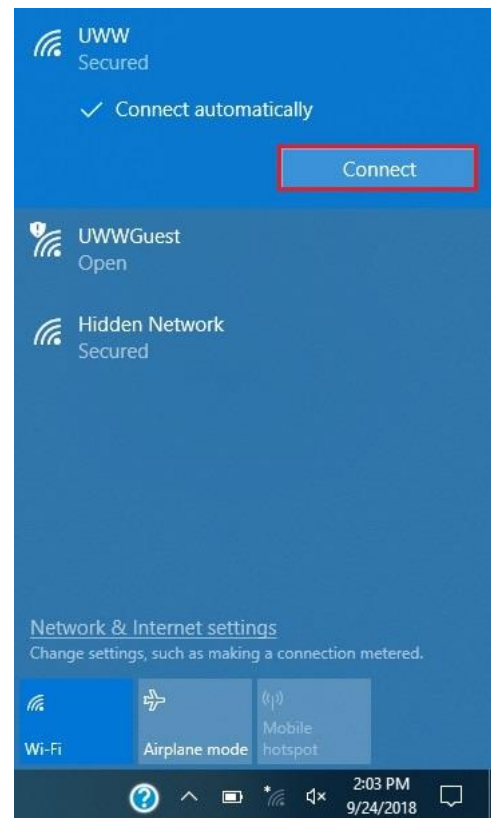 UWW
Secured
Connect automatically
Connect
UWWGuest
Open
Hidden Network
Secured
Network & Internet settings
Change settings, such as making a connection metered.
Wi-Fi
Airplane mode
Mobile
hotspot
2:03 PM
9/24/2018